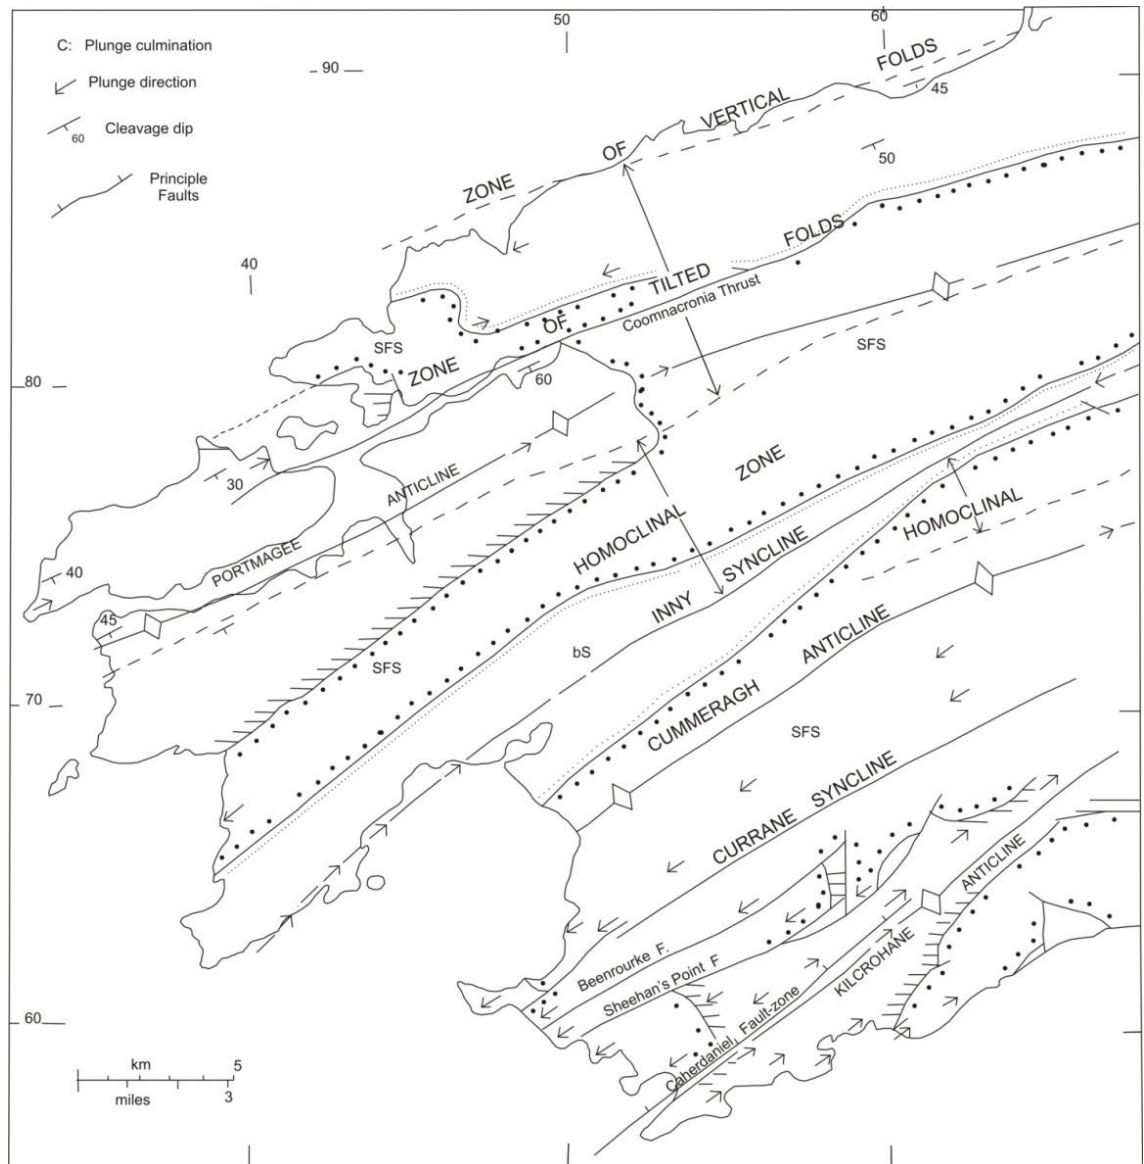 50
60
C: Plunge culmination
90
FOLDS
Plunge direction
45
VERTICAL
Cleavage dip
60
OF
50
Principle
Faults
ZONE
FOLDS
40
TILTED
Coomnacronia Thrust
OF
SFS
SFS
ZONE
60
80
ANTICLINE
ZONE
30
HOMOCLINAL
HOMOCLINAL
SYNCLINE
PORTMAGEE
40
INNY
45
ANTICLINE
bS
SFS
70
CUMMERAGH
SFS
SYNCLINE
CURRANE
ANTICLINE
Beenrourke F.
KILCROHANE
Sheehan's Point F
60
Caherdaniel Fault-zone
km 5
miles 3